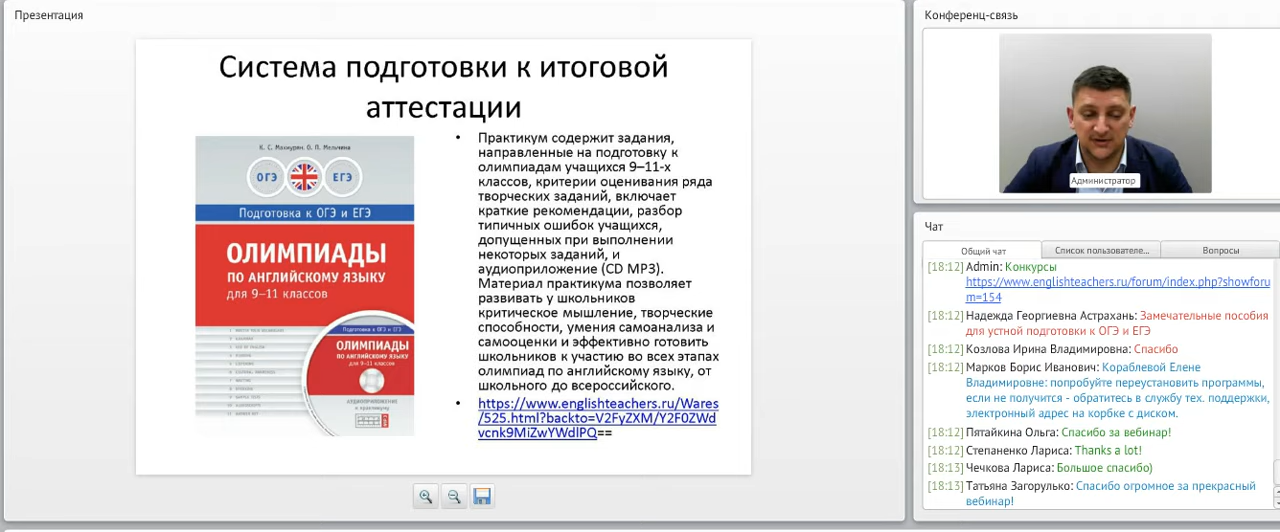 Презентация
Система подготовки к итоговой
аттестации
К. С. Махмурян, О. П. Мельчина
ОГЭ
ЕГЭ
Подготовка к ОГЭ и ЕГЭ
ОЛИМПИАДЫ
ПО АНГЛИЙСКОМУ ЯЗЫКУ
для 9–11 классов
Подготовка к ОГЭ и ЕГЭ
ОЛИМПИАДЫ
ПО АНГЛИЙСКОМУ ЯЗЫКУ
для 9–11 классов
АУДИОПРИЛОЖЕНИЕ
к практикуму
• Практикум содержит задания,
направленные на подготовку к
олимпиадам учащихся 9–11-х
классов, критерии оценивания ряда
творческих заданий, включает
краткие рекомендации, разбор
типичных ошибок учащихся,
допущенных при выполнении
некоторых заданий, и
аудиоприложение (CD MP3).
Материал практикума позволяет
развивать у школьников
критическое мышление, творческие
способности, умения самоанализа и
самооценки и эффективно готовить
школьников к участию во всех этапах
олимпиад по английскому языку, от
школьного до всероссийского.
• https://www.englishteachers.ru/Wares
/525.html?backto=V2FyZXM/Y2F0ZWd
vcnk9MiZwYWdlPQ==
Конференц-связь
Администратор
Чат
Общий чат
Список пользователе...
Вопросы
[18:12] Admin: Конкурсы
https://www.englishteachers.ru/forum/index.php?showforu
m=154
[18:12] Надежда Георгиевна Астрахань: Замечательные пособия
для устной подготовки к ОГЭ и ЕГЭ
[18:12] Козлова Ирина Владимировна: Спасибо
[18:12] Марков Борис Иванович: Кораблевой Елене
Владимировне: попробуйте переустановить программы,
если не получится - обратитесь в службу тех. поддержки,
электронный адрес на корбке с диском.
[18:12] Пятайкина Ольга: Спасибо за вебинар!
[18:12] Степаненко Лариса: Thanks a lot!
[18:13] Чечкова Лариса: Большое спасибо)
[18:13] Татьяна Загорулько: Спасибо огромное за прекрасный
вебинар!